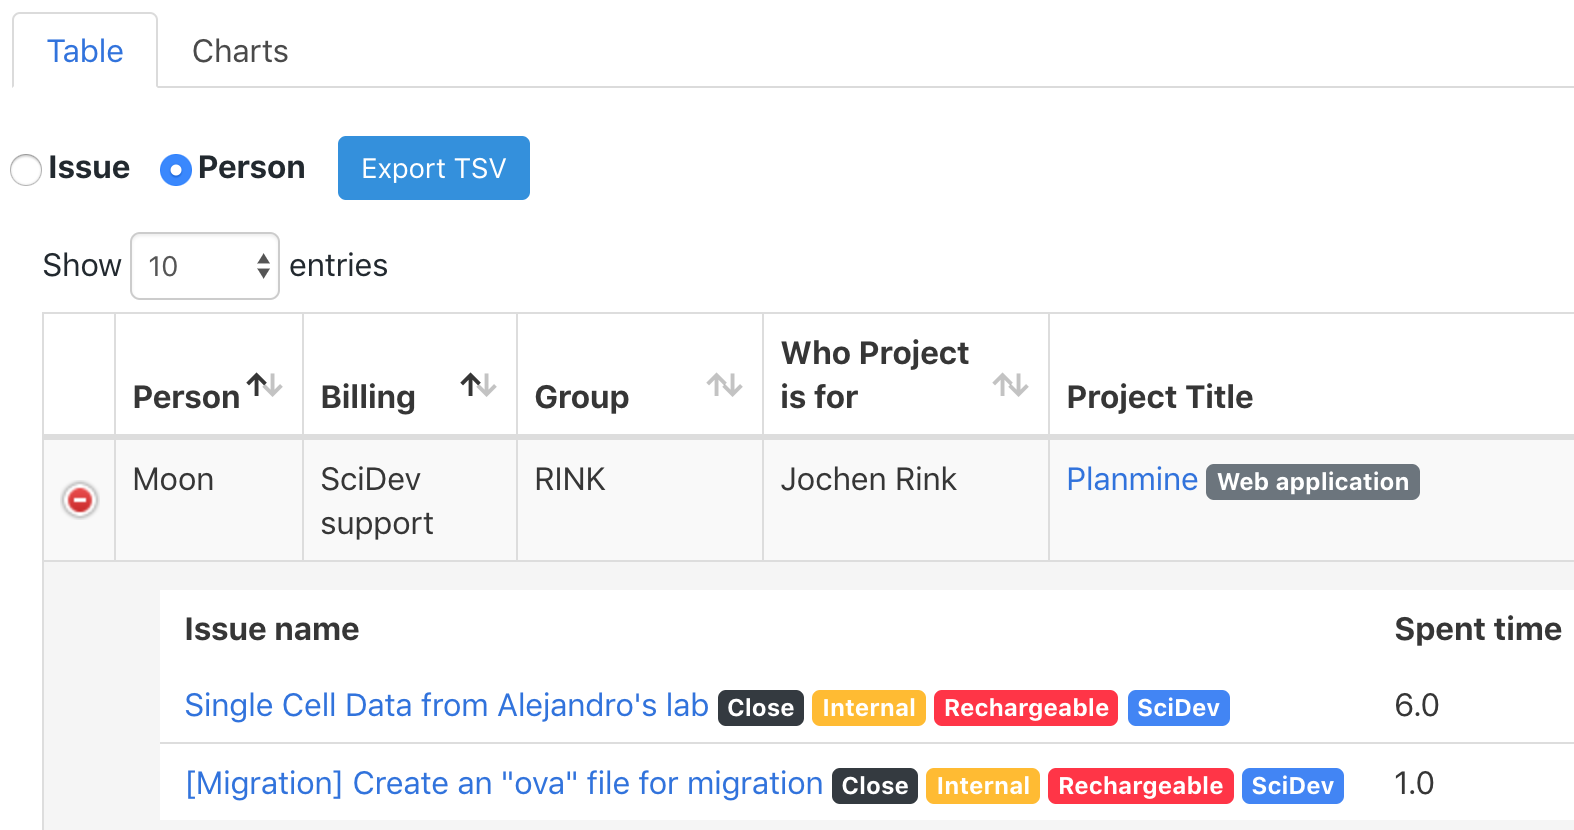 Table Charts
Issue Person Export TSV
Show 10 entries
Person Billing Group Who Project is for Project Title
Moon SciDev support RINK Jochen Rink Planmine Web application
Issue name Spent time
Single Cell Data from Alejandro's lab Close Internal Rechargeable SciDev 6.0
[Migration] Create an "ova" file for migration Close Internal Rechargeable SciDev 1.0